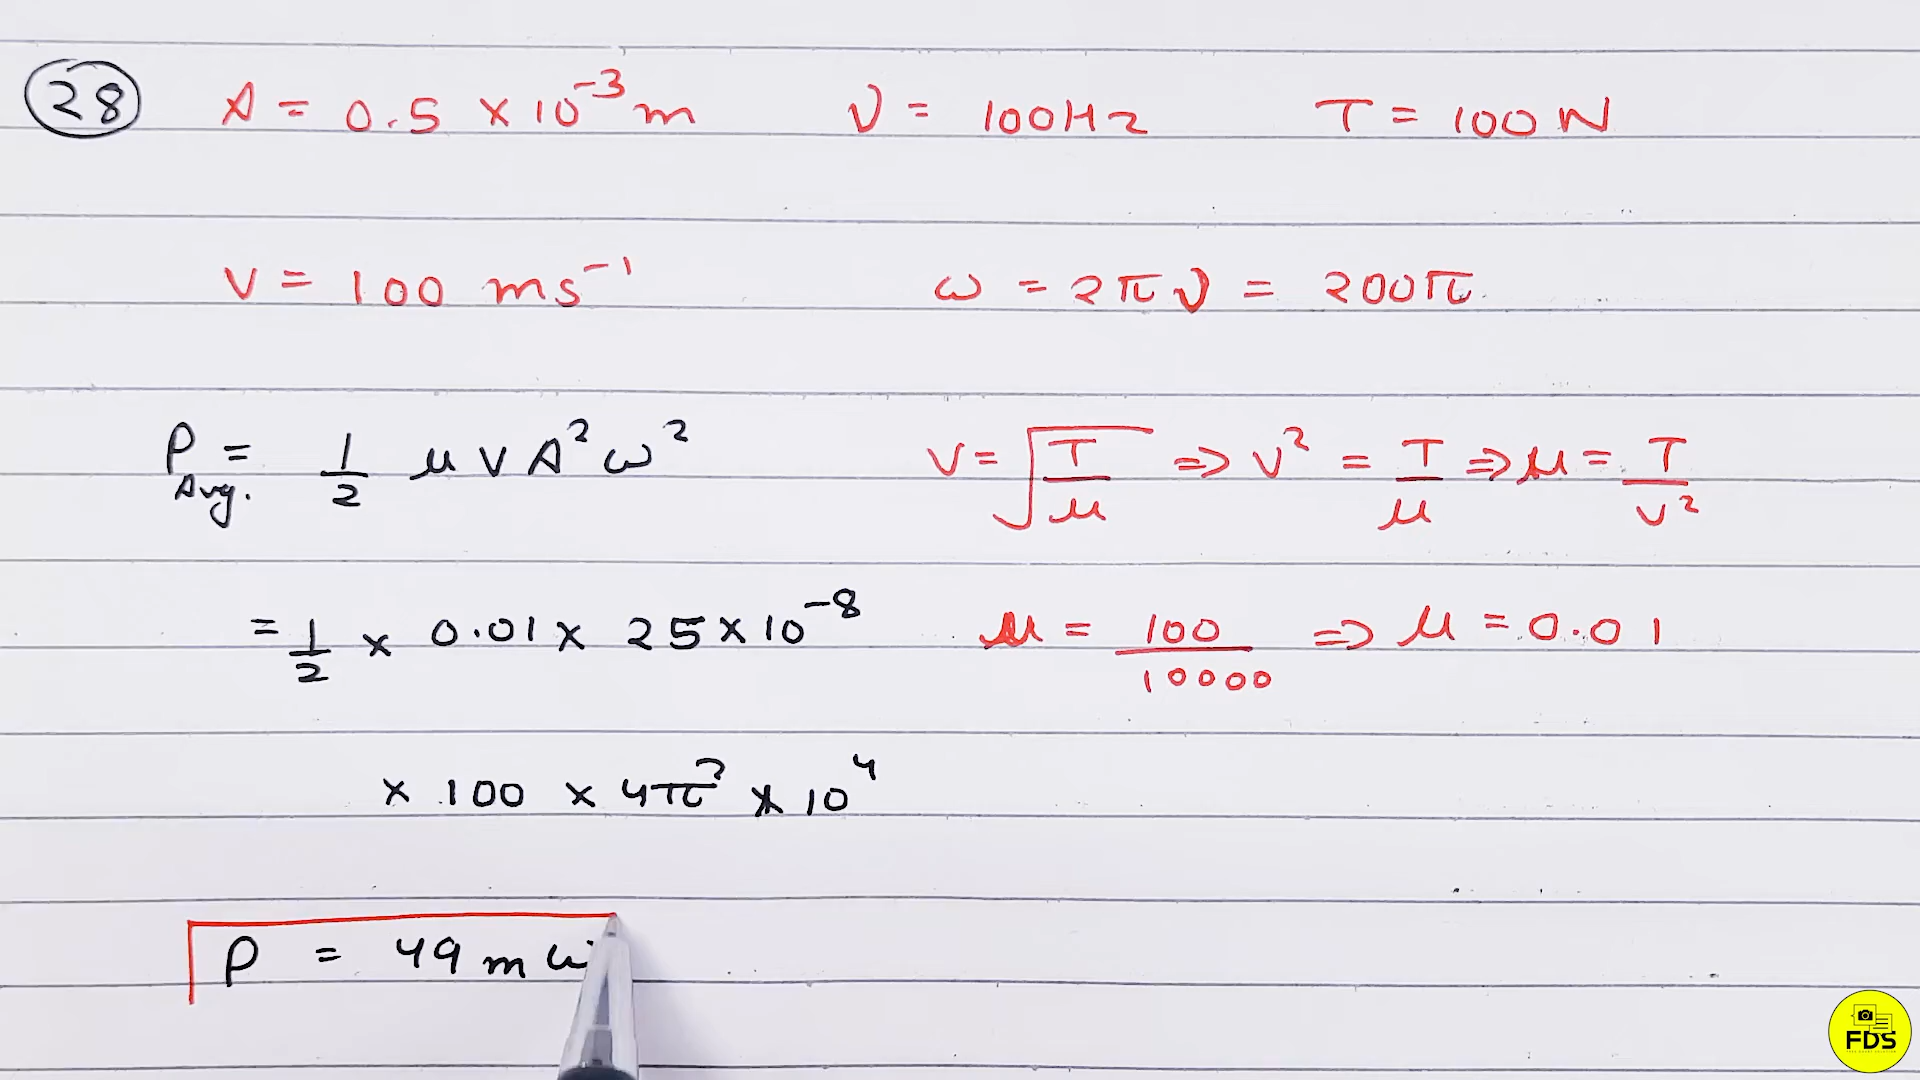 28 A = 0.5 × 10⁻³ m ν = 100Hz T = 100 N
v = 100 ms⁻¹ ω = 2πν = 200π
P Avg. = 1/2 μ v A² ω² v = √(T/μ) ⇒ v² = T/μ ⇒ μ = T/v²
= 1/2 × 0.01 × 25 × 10⁻⁸ μ = 100/10000 ⇒ μ = 0.01
× 100 × 4π² × 10⁴
P = 49 mW
FDS